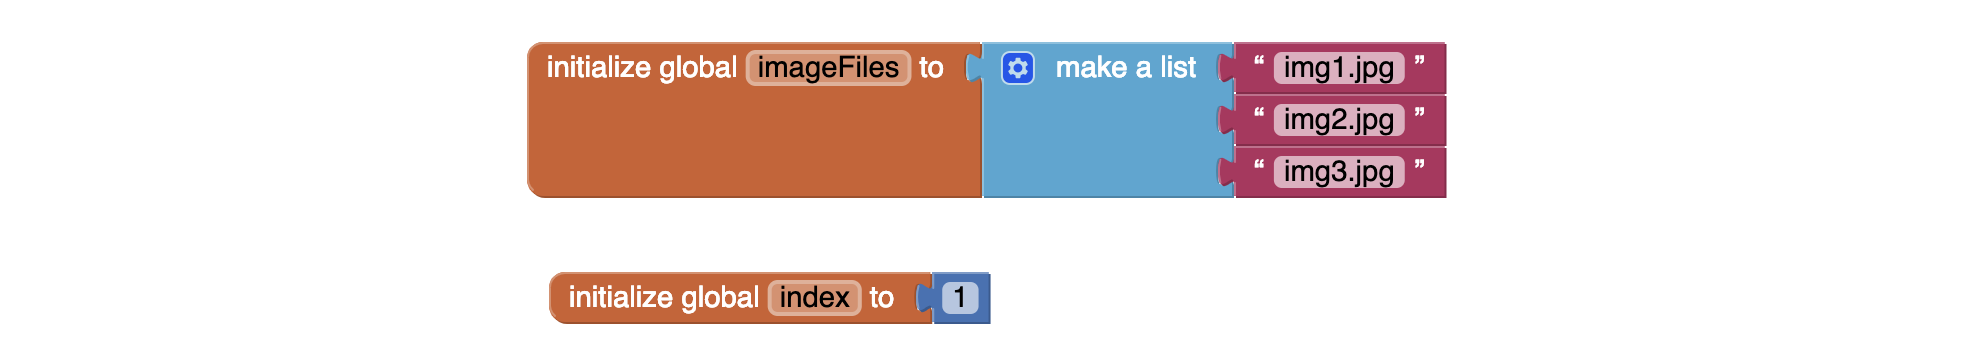 initialize global imageFiles to make a list “ img1.jpg ”
“ img2.jpg ”
“ img3.jpg ”
initialize global index to 1